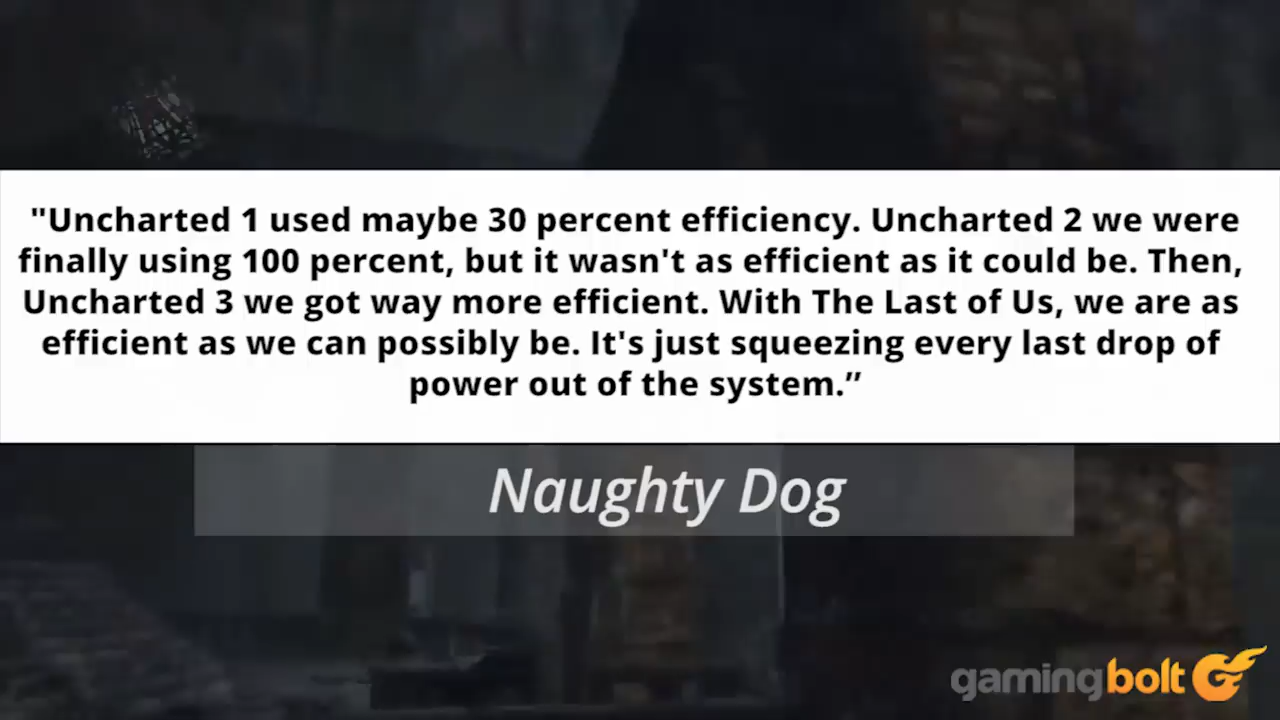 "Uncharted 1 used maybe 30 percent efficiency. Uncharted 2 we were
finally using 100 percent, but it wasn't as efficient as it could be. Then,
Uncharted 3 we got way more efficient. With The Last of Us, we are as
efficient as we can possibly be. It's just squeezing every last drop of
power out of the system.”
Naughty Dog
gamingbolt